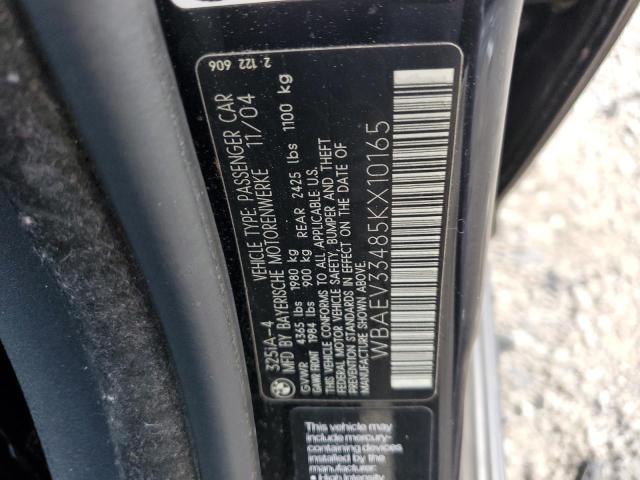 325IA-4
VEHICLE TYPE: PASSENGER CAR
MFD BY BAYERISCHE MOTORENWERKE 11/04
GVWR 4365 lbs 1980 kg REAR 2425 lbs 1100 kg
GAWR FRONT 1984 lbs 900 kg
THIS VEHICLE CONFORMS TO ALL APPLICABLE U.S.
FEDERAL MOTOR VEHICLE SAFETY, BUMPER AND THEFT
PREVENTION STANDARDS IN EFFECT ON THE DATE OF
MANUFACTURE SHOWN ABOVE.
WBAEV33485KX10165
2 122 606
This vehicle may
include mercury-
containing devices
installed by the
manufacturer:
• High Intensity